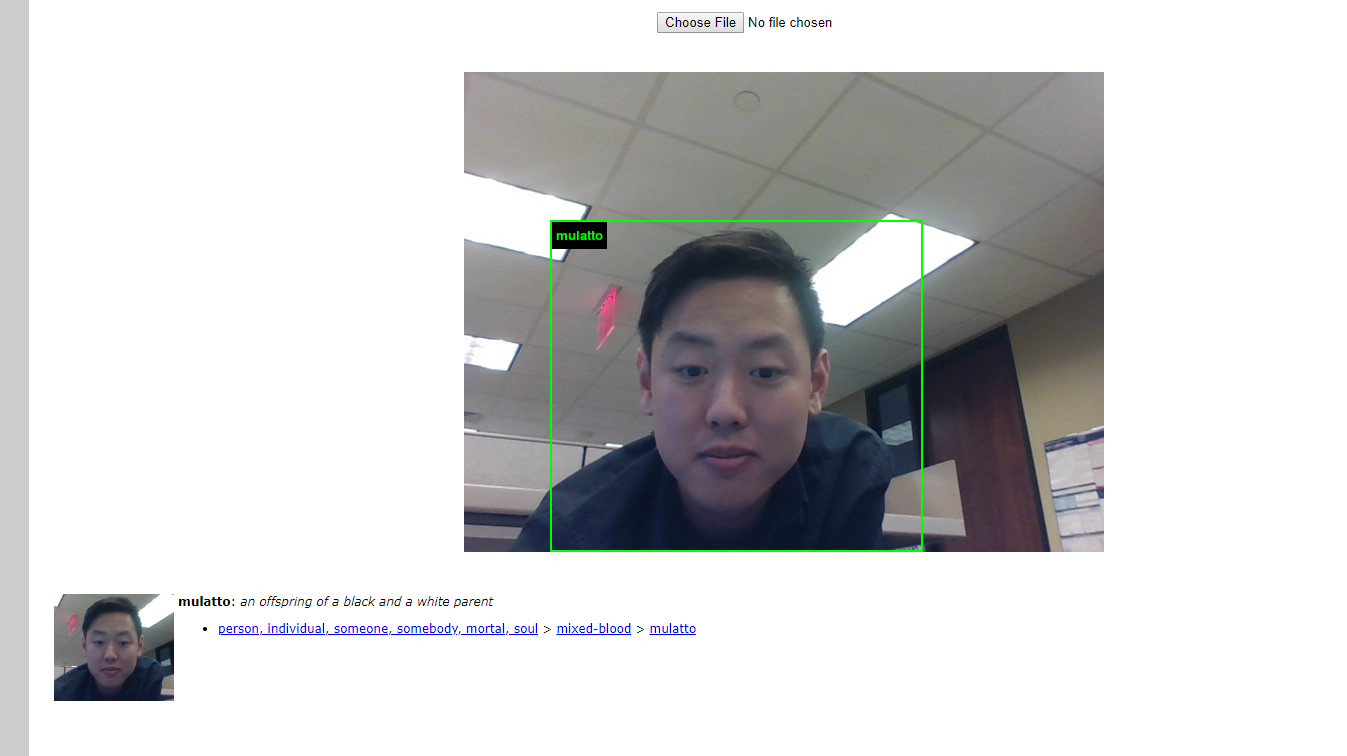 Choose File No file chosen
mulatto
mulatto: an offspring of a black and a white parent
person, individual, someone, somebody, mortal, soul > mixed-blood > mulatto